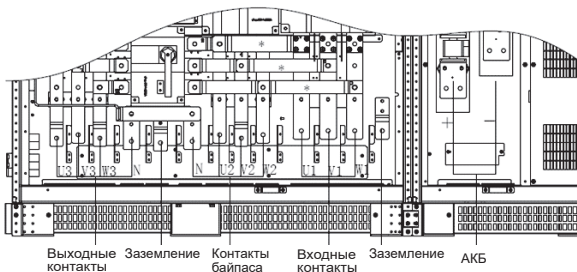 * * *
+ −
U3 V3 W3 N N U2 V2 W2 U1 V1 W1
Выходные контакты
Заземление
Контакты байпаса
Входные контакты
Заземление
АКБ